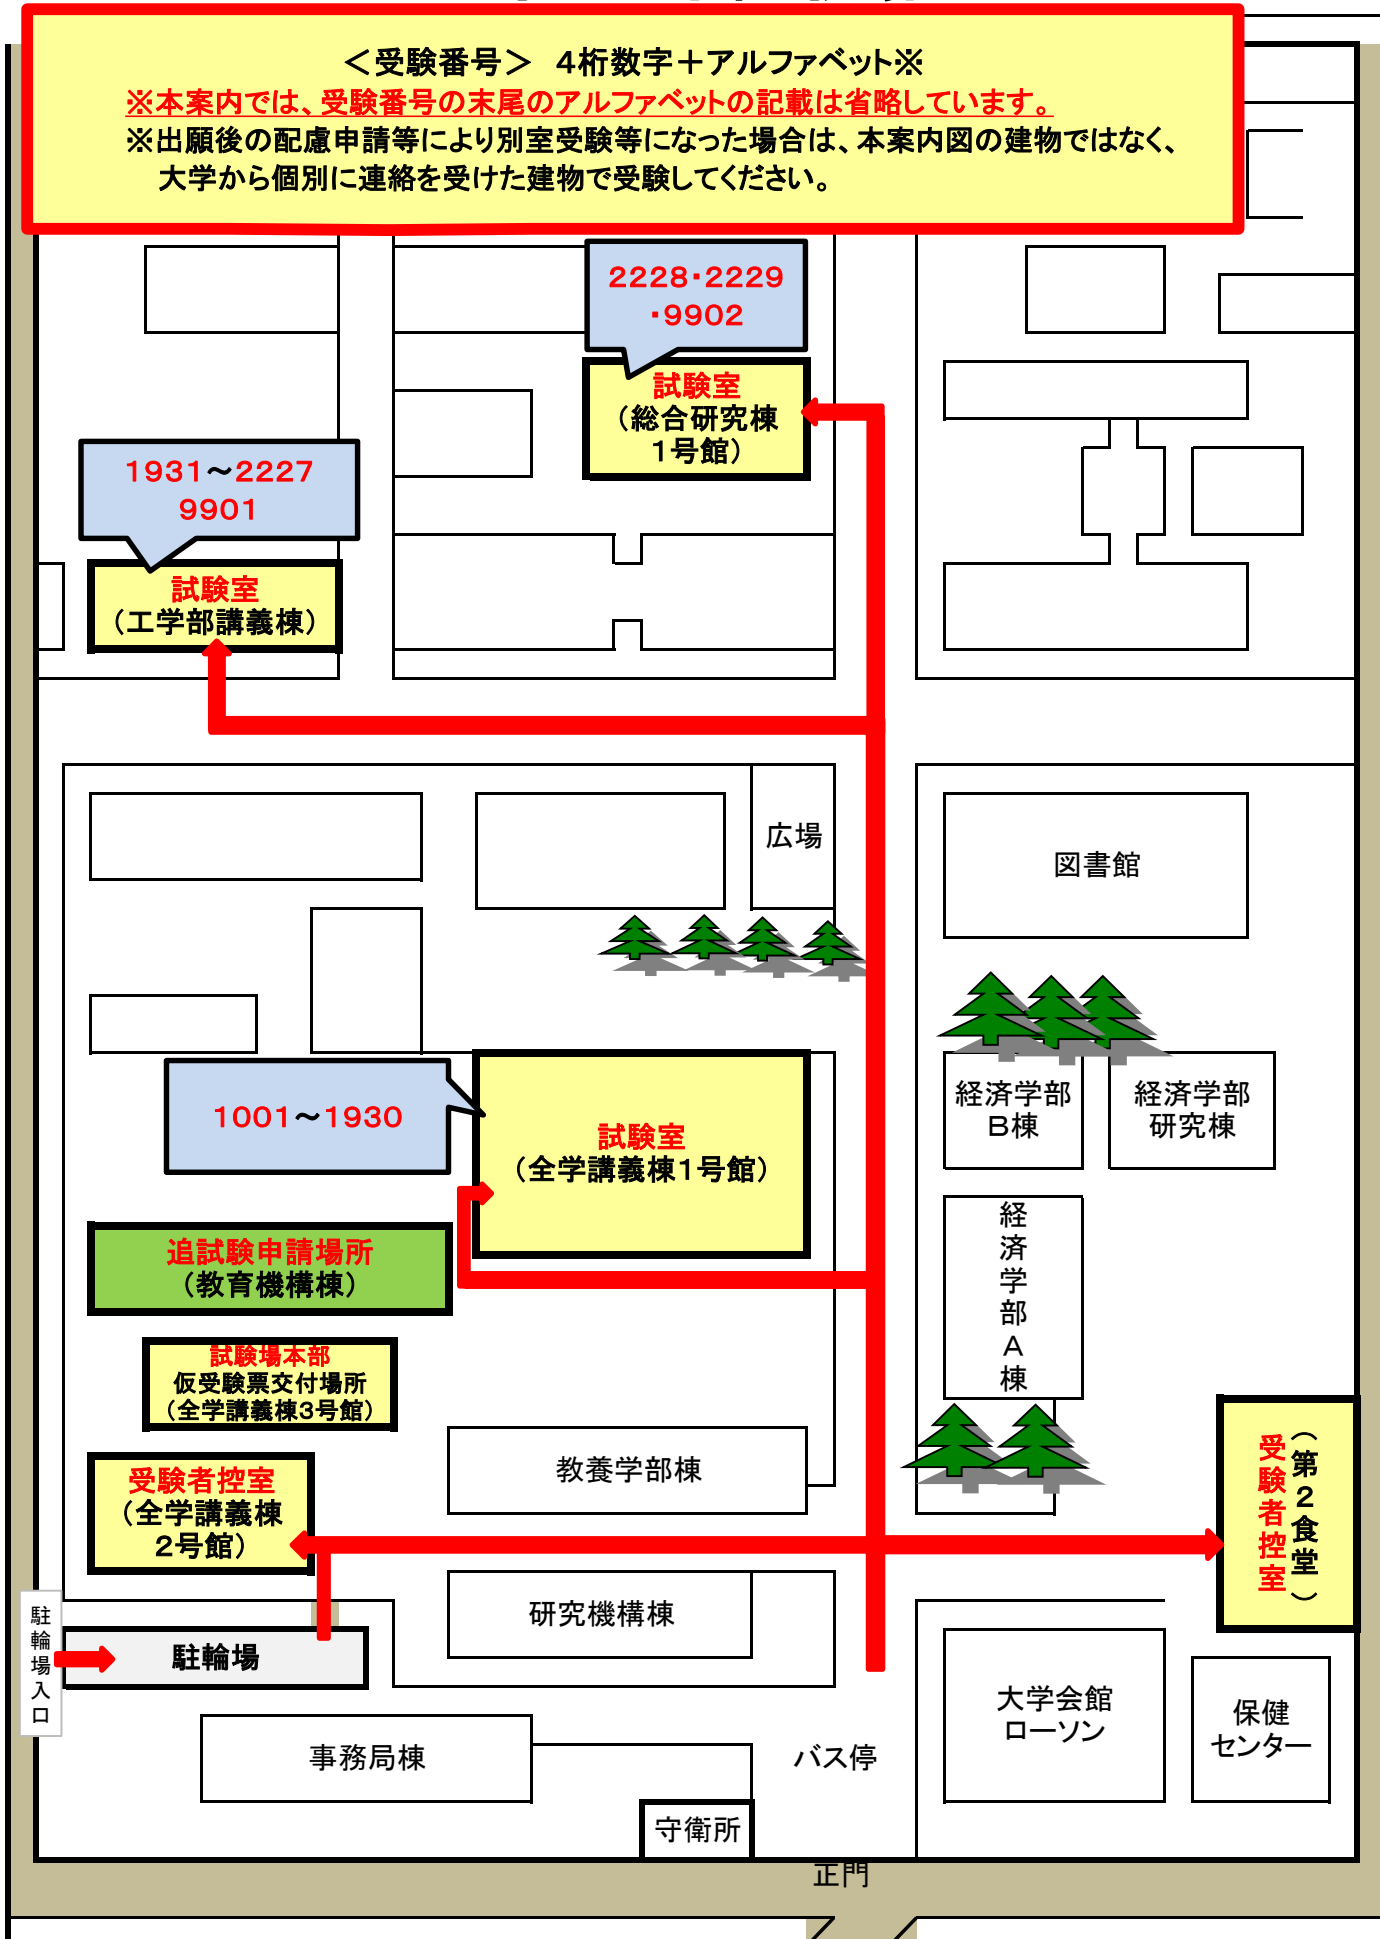 ＜受験番号＞　4桁数字＋アルファベット※
※本案内では、受験番号の末尾のアルファベットの記載は省略しています。
※出願後の配慮申請等により別室受験等になった場合は、本案内図の建物ではなく、
大学から個別に連絡を受けた建物で受験してください。
2228・2229
・9902
試験室
（総合研究棟
1号館）
1931～2227
9901
試験室
（工学部講義棟）
広場
図書館
経済学部
B棟
経済学部
研究棟
1001～1930
試験室
（全学講義棟1号館）
経済学部A棟
追試験申請場所
（教育機構棟）
試験場本部
仮受験票交付場所
（全学講義棟3号館）
教養学部棟
受験者控室
（第2食堂）
受験者控室
（全学講義棟
2号館）
研究機構棟
駐輪場入口
駐輪場
大学会館
ローソン
保健
センター
事務局棟
バス停
守衛所
正門